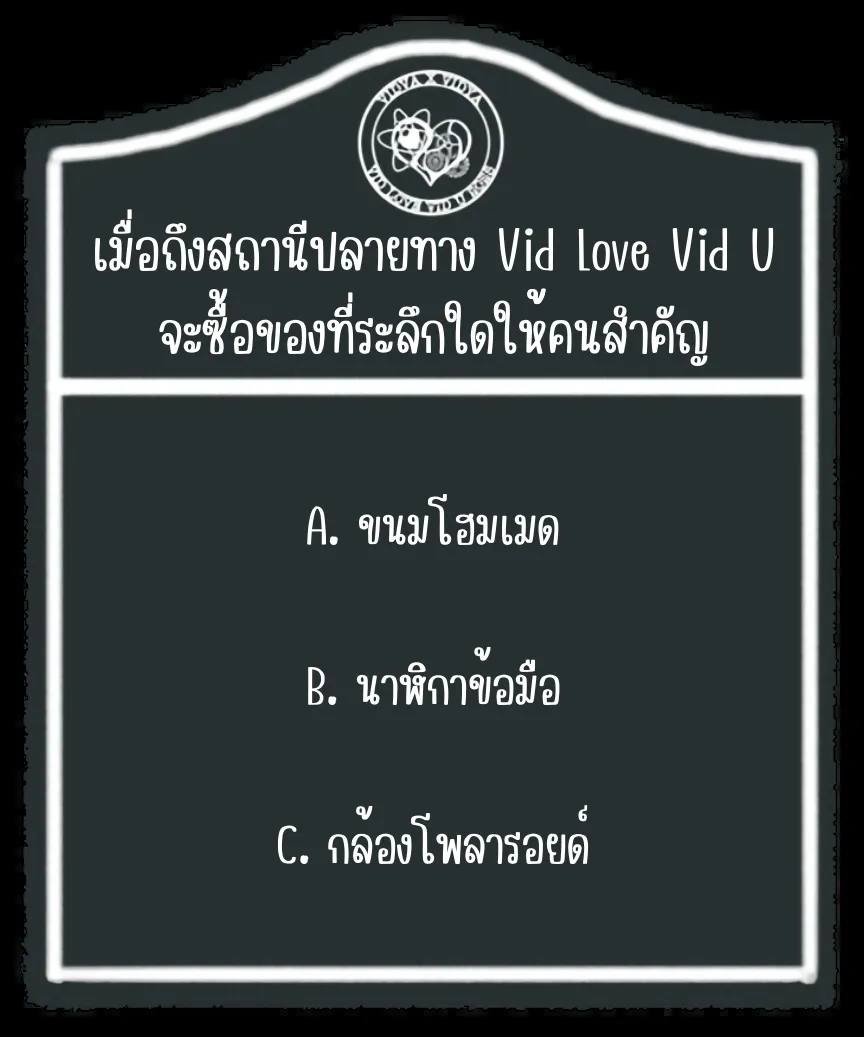 VIDYA X VIDYA
VID LOVE VID U
เมื่อถึงสถานีปลายทาง Vid Love Vid U
จะซื้อของที่ระลึกใดให้คนสำคัญ
A. ขนมโฮมเมด
B. นาฬิกาข้อมือ
C. กล้องโพลารอยด์